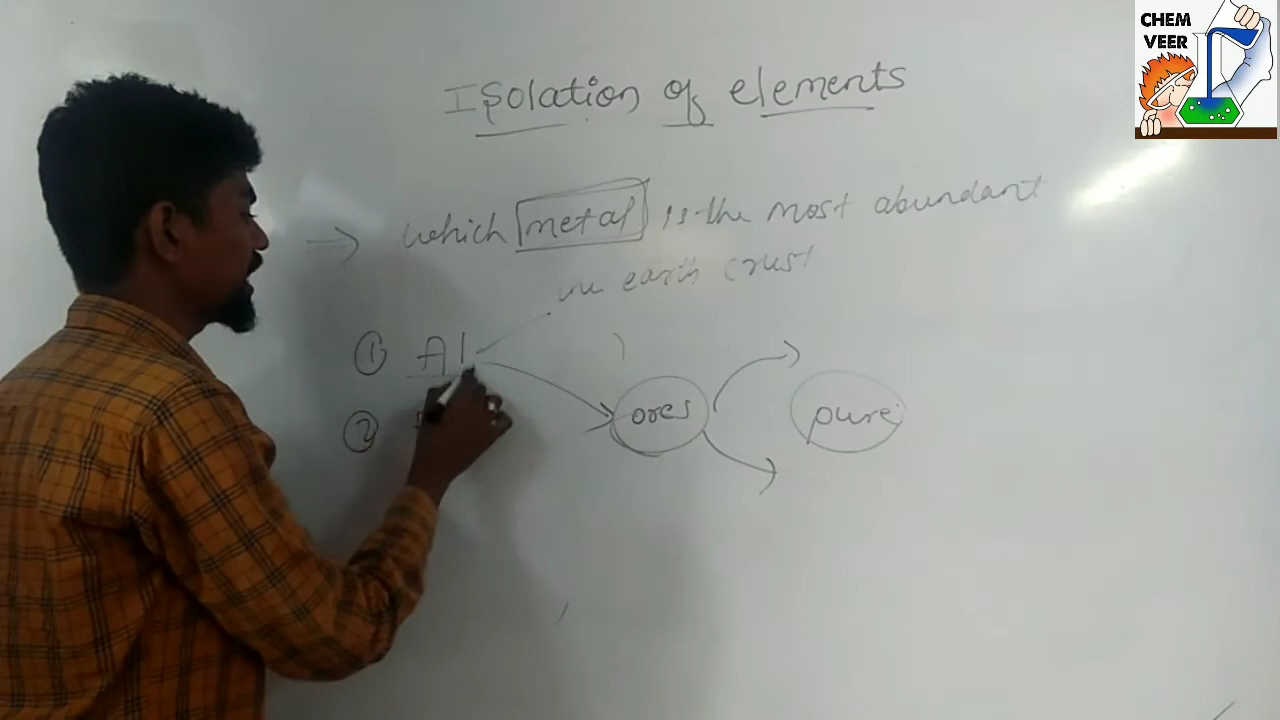 CHEM
VEER
Isolation of elements
→ which metal is the most abundant
in earth crust
① Al
②
ores
pure